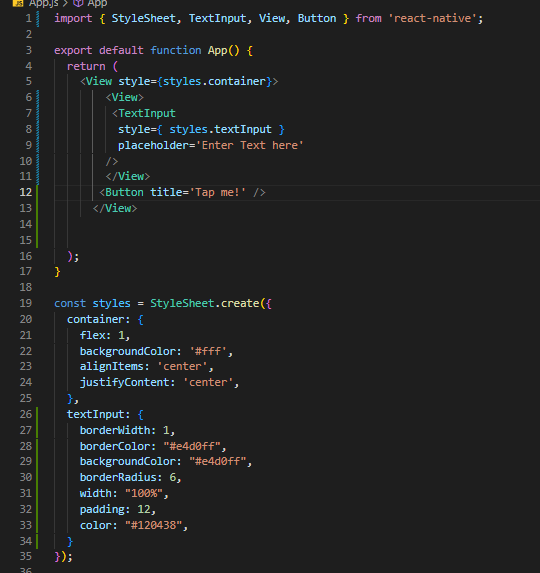 JS App.js > App
1 import { StyleSheet, TextInput, View, Button } from 'react-native';
2
3 export default function App() {
4   return (
5     <View style={styles.container}>
6         <View>
7          <TextInput
8           style={ styles.textInput }
9           placeholder='Enter Text here'
10         />
11         </View>
12        <Button title='Tap me!' />
13       </View>
14
15
16   );
17 }
18
19 const styles = StyleSheet.create({
20   container: {
21     flex: 1,
22     backgroundColor: '#fff',
23     alignItems: 'center',
24     justifyContent: 'center',
25   },
26   textInput: {
27     borderWidth: 1,
28     borderColor: "#e4d0ff",
29     backgroundColor: "#e4d0ff",
30     borderRadius: 6,
31     width: "100%",
32     padding: 12,
33     color: "#120438",
34   }
35 });
36